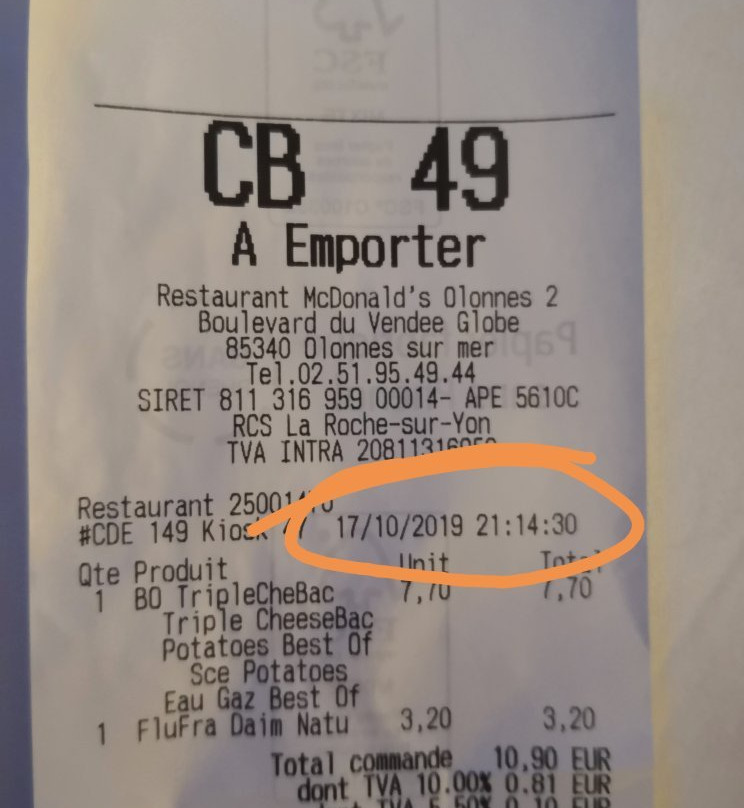 CB 49
A Emporter
Restaurant McDonald's Olonnes 2
Boulevard du Vendee Globe
85340 Olonnes sur mer
Tel.02.51.95.49.44
SIRET 811 316 959 00014- APE 5610C
RCS La Roche-sur-Yon
TVA INTRA
Restaurant
#CDE 149 Kiosk 17/10/2019 21:14:30
Qte Produit Unit Total
1 BO TripleCheBac 7,70 7,70
Triple CheeseBac
Potatoes Best Of
Sce Potatoes
Eau Gaz Best Of
1 FluFra Daim Natu 3,20 3,20
Total commande 10,90 EUR
dont TVA 10.00% 0.81 EUR